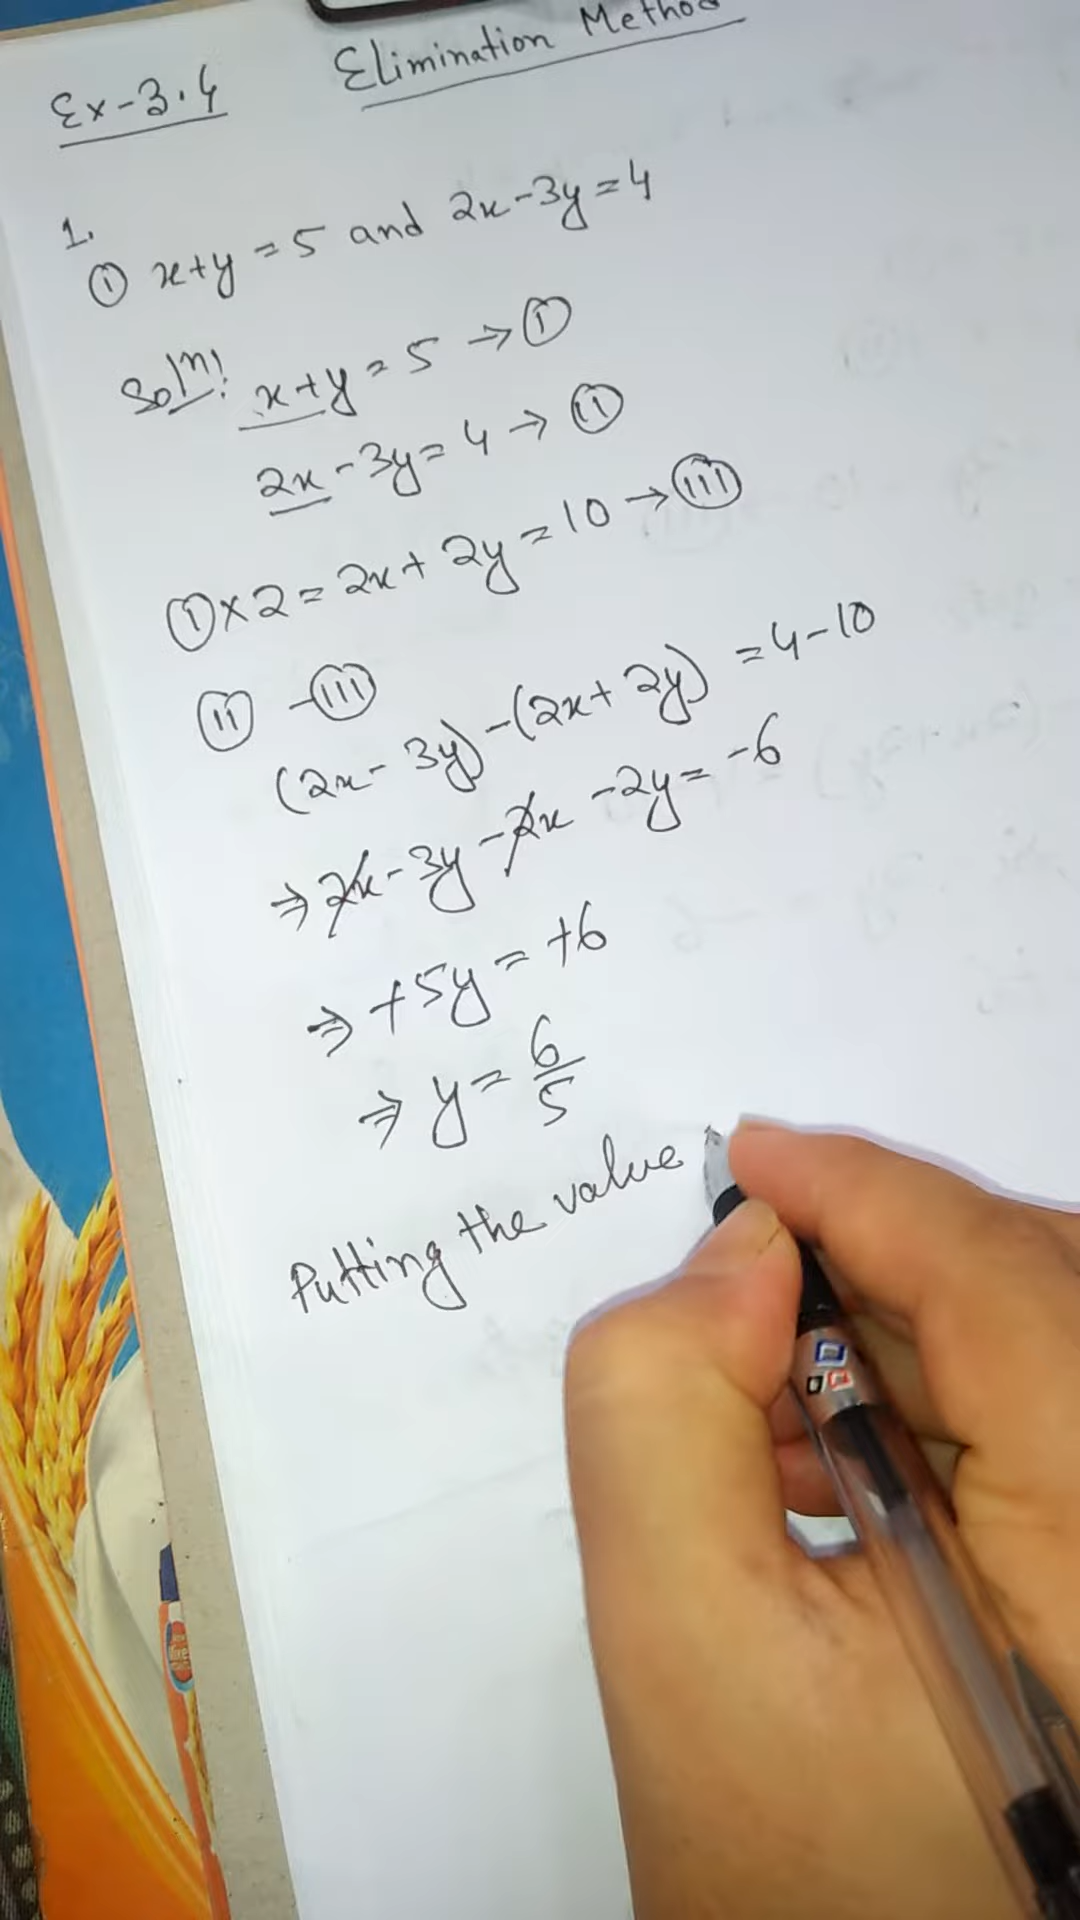 Ex-3.4 Elimination Method
1.
(i) x+y=5 and 2x-3y=4
Soln: x+y=5→(i)
2x-3y=4→(ii)
(i)×2=2x+2y=10→(iii)
(ii)-(iii)
(2x-3y)-(2x+2y)=4-10
⇒2x-3y-2x-2y=-6
⇒+5y=+6
⇒y=6/5
Putting the value